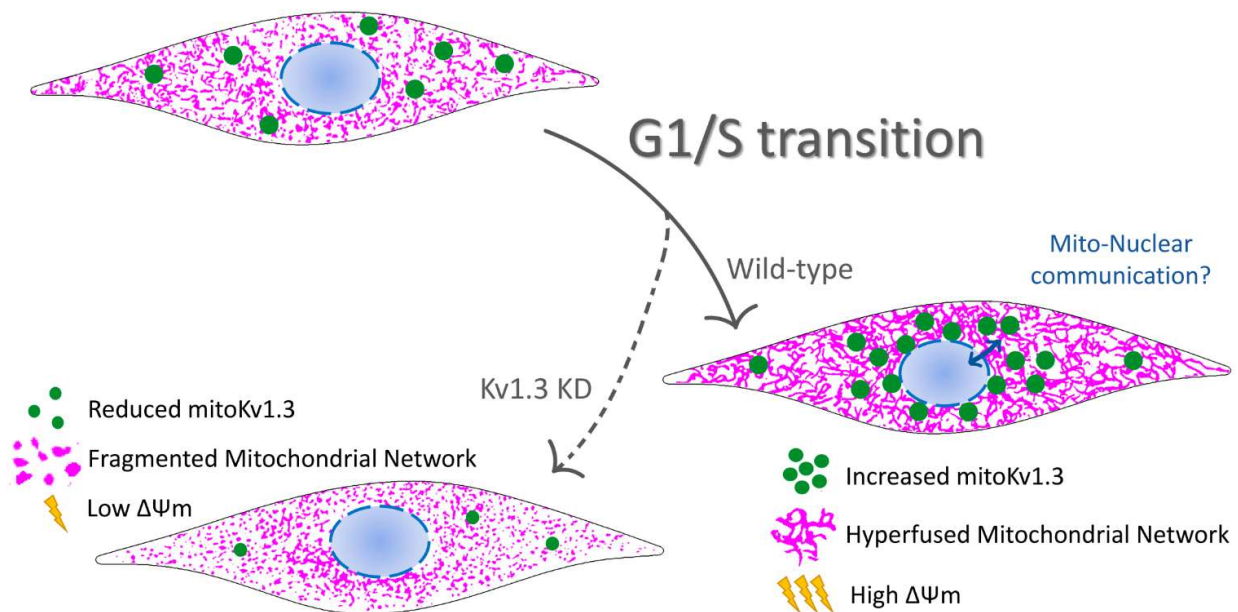 G1/S transition
Wild-type
Mito-Nuclear
communication?
Kv1.3 KD
Reduced mitoKv1.3
Fragmented Mitochondrial Network
Low ΔΨm
Increased mitoKv1.3
Hyperfused Mitochondrial Network
High ΔΨm